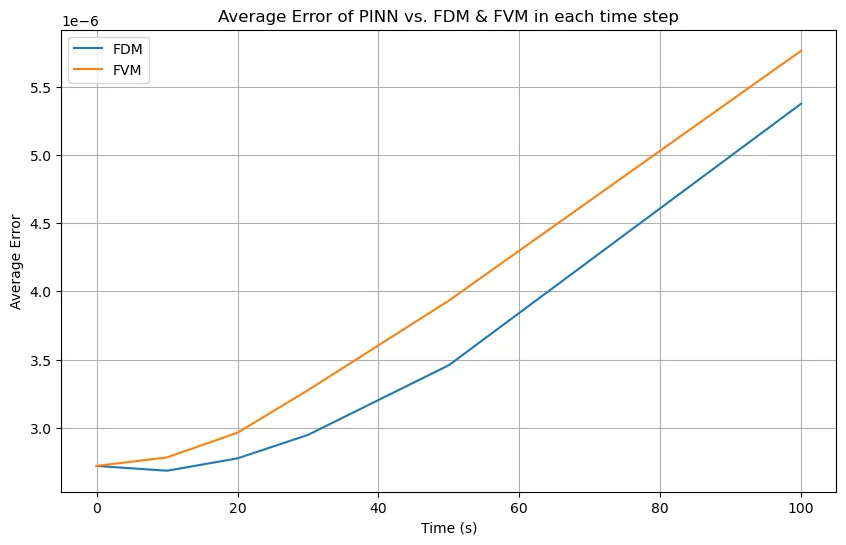 Average Error of PINN vs. FDM & FVM in each time step
1e−6
FDM
FVM
5.5
5.0
4.5
4.0
3.5
3.0
Average Error
0
20
40
60
80
100
Time (s)